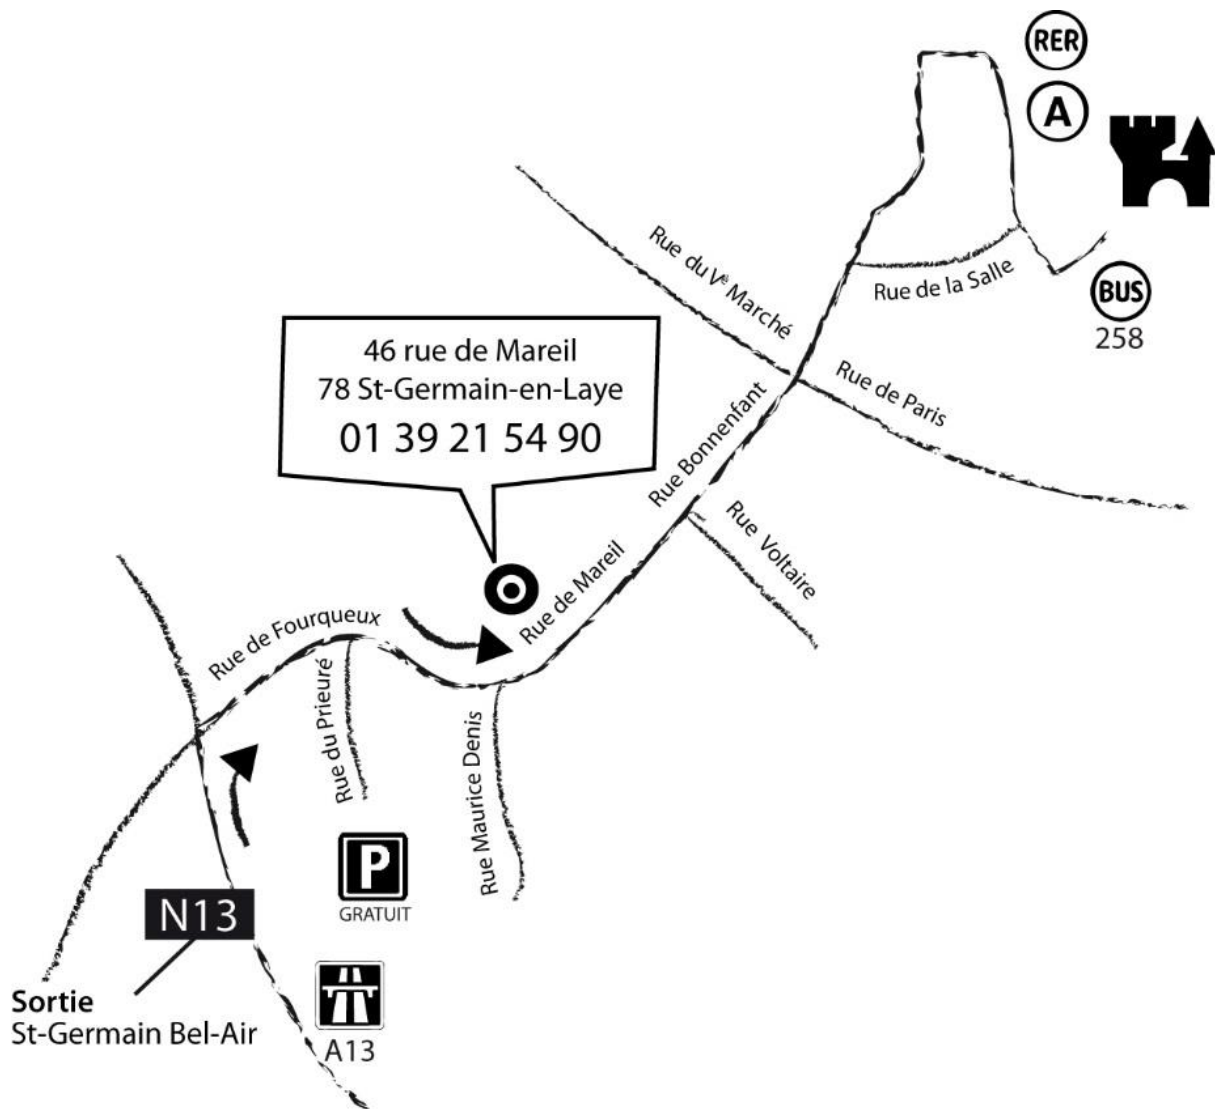 RER
A
BUS
258
Rue de la Salle
Rue du Vᵉ Marché
Rue de Paris
46 rue de Mareil
78 St-Germain-en-Laye
01 39 21 54 90
Rue Bonnenfant
Rue Voltaire
Rue de Mareil
Rue de Fourqueux
Rue du Prieuré
Rue Maurice Denis
P
GRATUIT
N13
Sortie
St-Germain Bel-Air
A13